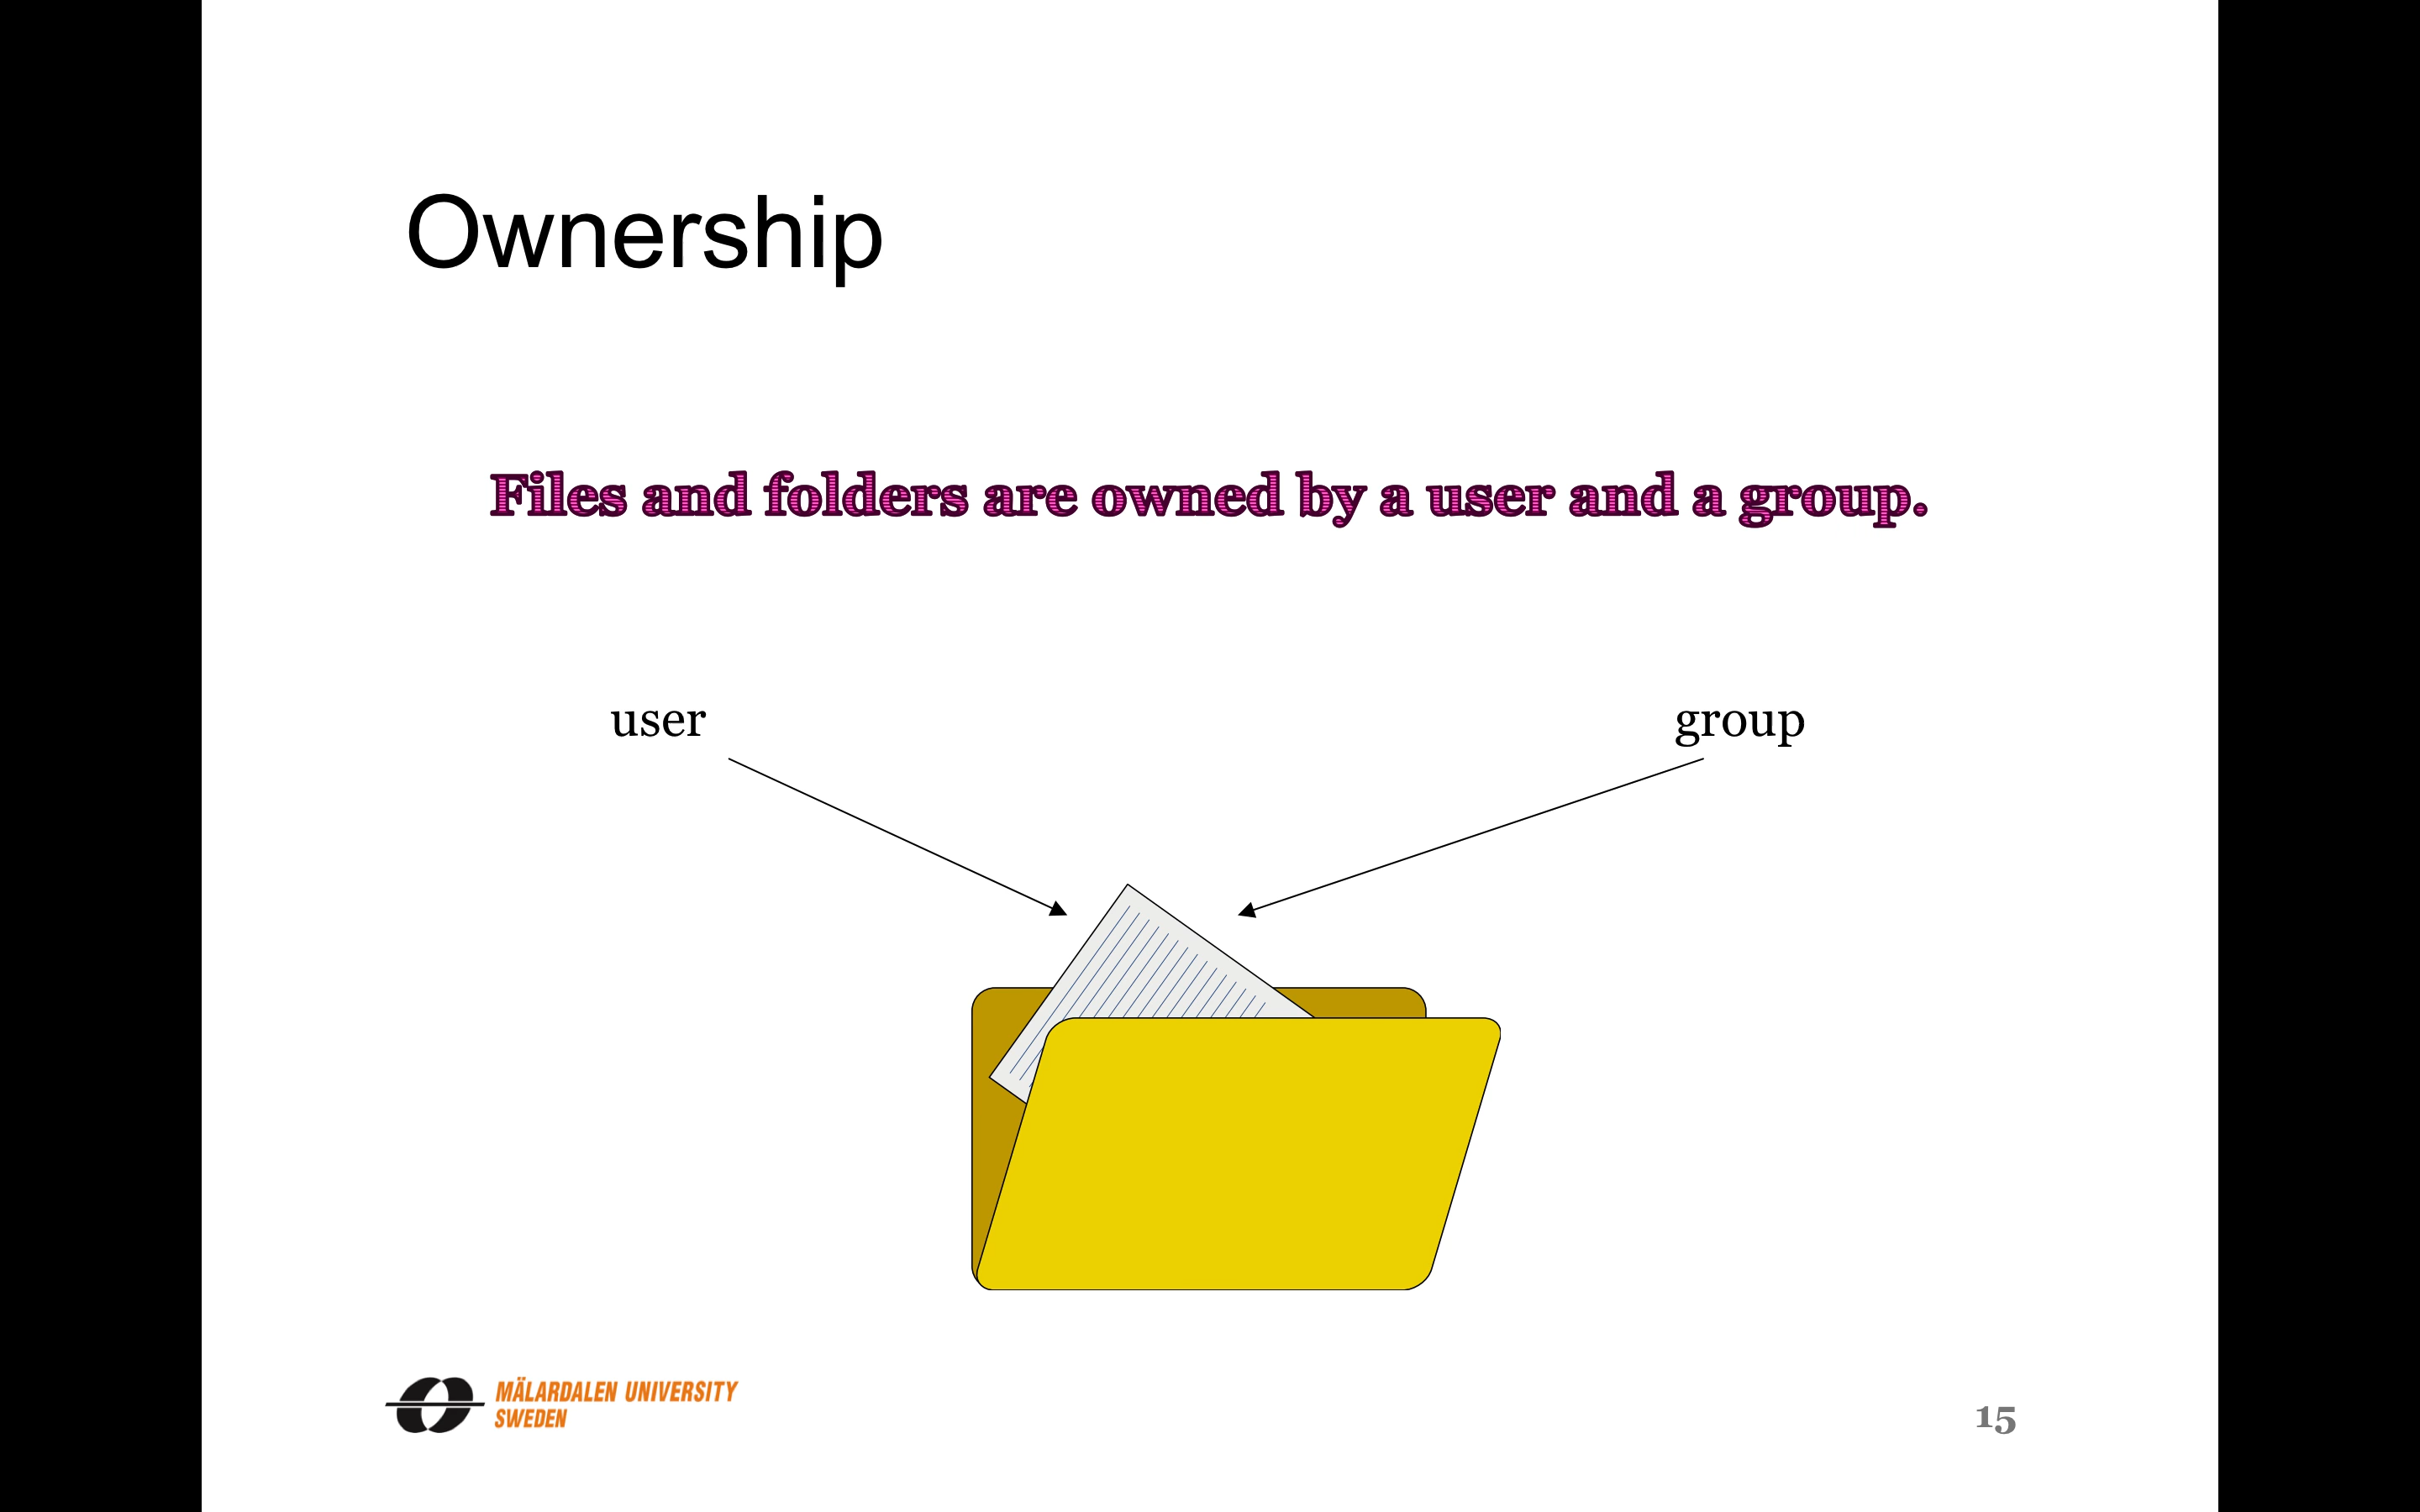 Ownership
Files and folders are owned by a user and a group.
user
group
MÄLARDALEN UNIVERSITY
SWEDEN
15